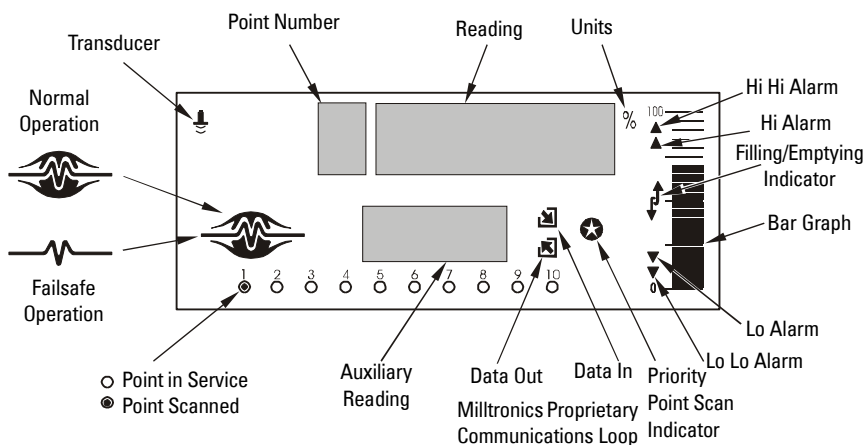 Point Number
Reading
Units
Transducer
Normal
Operation
Hi Hi Alarm
Hi Alarm
Filling/Emptying
Indicator
% 100
Bar Graph
Failsafe
Operation
1 2 3 4 5 6 7 8 9 10
0
Lo Alarm
Lo Lo Alarm
Point in Service
Point Scanned
Auxiliary
Reading
Data Out
Data In
Milltronics Proprietary
Communications Loop
Priority
Point Scan
Indicator